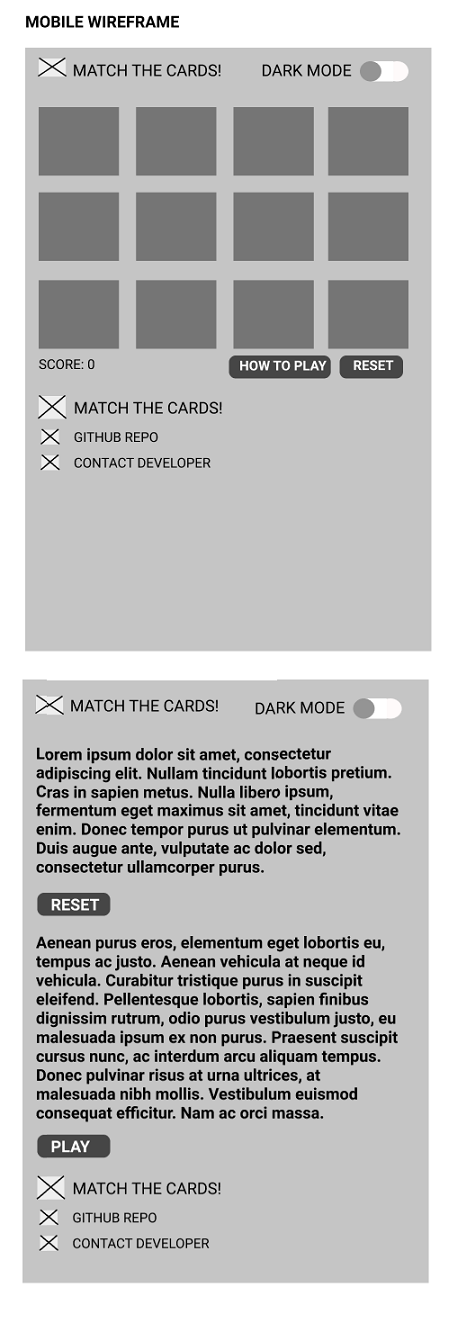 MOBILE WIREFRAME
MATCH THE CARDS!
DARK MODE
SCORE: 0
HOW TO PLAY
RESET
MATCH THE CARDS!
GITHUB REPO
CONTACT DEVELOPER
MATCH THE CARDS!
DARK MODE
Lorem ipsum dolor sit amet, consectetur
adipiscing elit. Nullam tincidunt lobortis pretium.
Cras in sapien metus. Nulla libero ipsum,
fermentum eget maximus sit amet, tincidunt vitae
enim. Donec tempor purus ut pulvinar elementum.
Duis augue ante, vulputate ac dolor sed,
consectetur ullamcorper purus.
RESET
Aenean purus eros, elementum eget lobortis eu,
tempus ac justo. Aenean vehicula at neque id
vehicula. Curabitur tristique purus in suscipit
eleifend. Pellentesque lobortis, sapien finibus
dignissim rutrum, odio purus vestibulum justo, eu
malesuada ipsum ex non purus. Praesent suscipit
cursus nunc, ac interdum arcu aliquam tempus.
Donec pulvinar risus at urna ultrices, at
malesuada nibh mollis. Vestibulum euismod
consequat efficitur. Nam ac orci massa.
PLAY
MATCH THE CARDS!
GITHUB REPO
CONTACT DEVELOPER